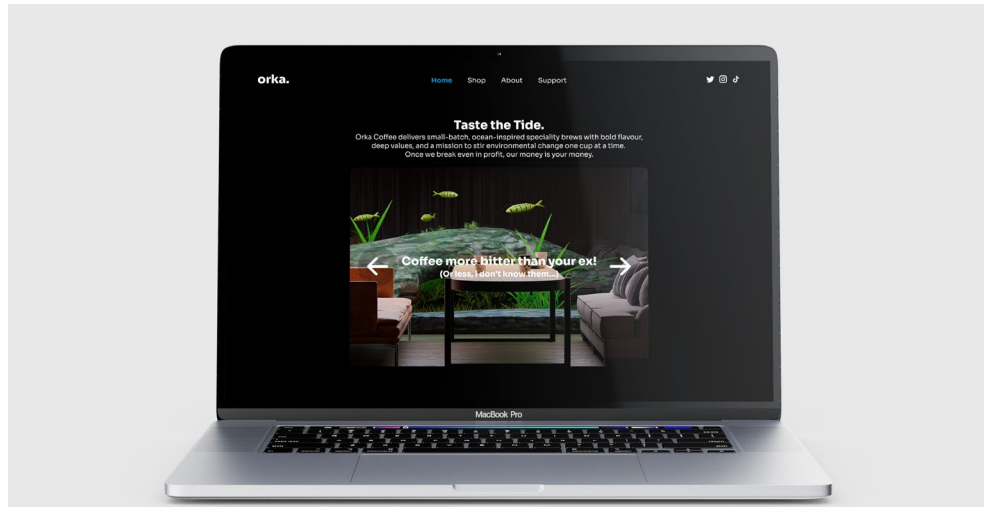 orka.
Home Shop About Support
Taste the Tide.
Orka Coffee delivers small-batch, ocean-inspired speciality brews with bold flavour,
deep values, and a mission to stir environmental change one cup at a time.
Once we break even in profit, our money is your money.
Coffee more bitter than your ex!
(Or less, I don't know them...)
MacBook Pro